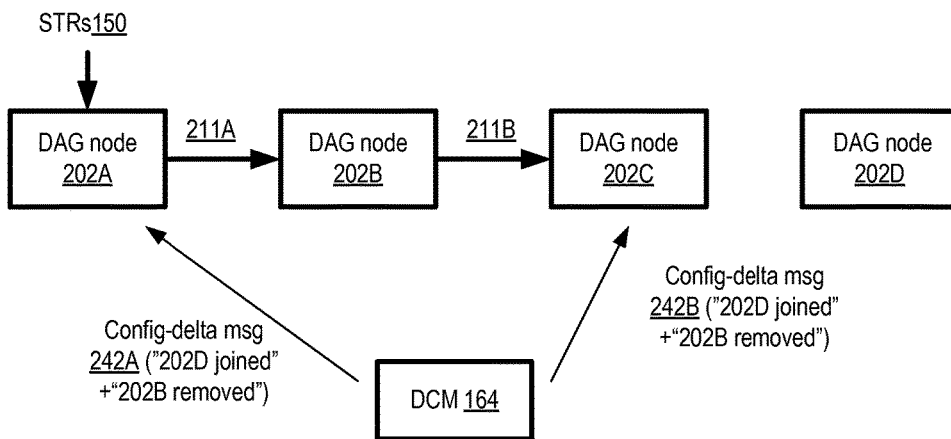 STRs150
DAG node
202A
211A
DAG node
202B
211B
DAG node
202C
DAG node
202D
Config-delta msg
242A ("202D joined"
+“202B removed”)
Config-delta msg
242B ("202D joined"
+“202B removed”)
DCM 164